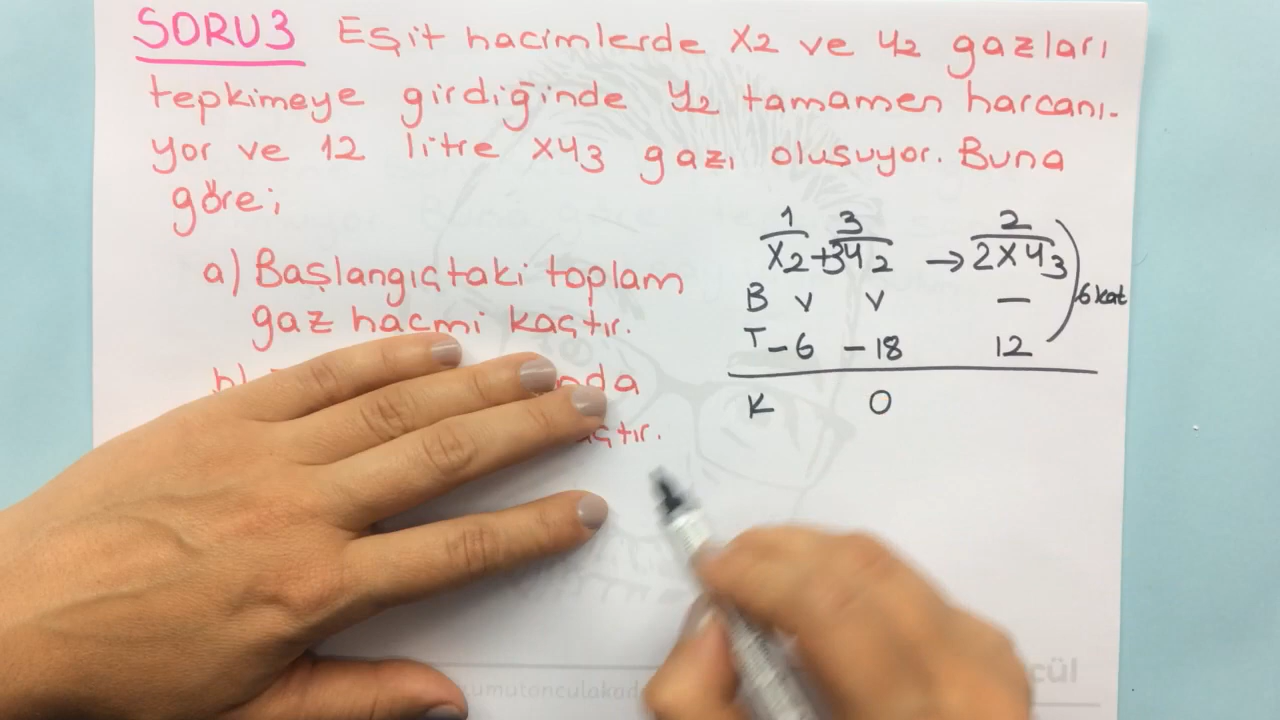 SORU3 Eşit hacimlerde X2 ve Y2 gazları
tepkimeye girdiğinde Y2 tamamen harcanı-
yor ve 12 litre XY3 gazı oluşuyor. Buna
göre;
a) Başlangıçtaki toplam
gaz hacmi kaçtır.
1 3 2
X2 + 3Y2 → 2XY3
B V V —
6 kat
T -6 -18 12
K 0